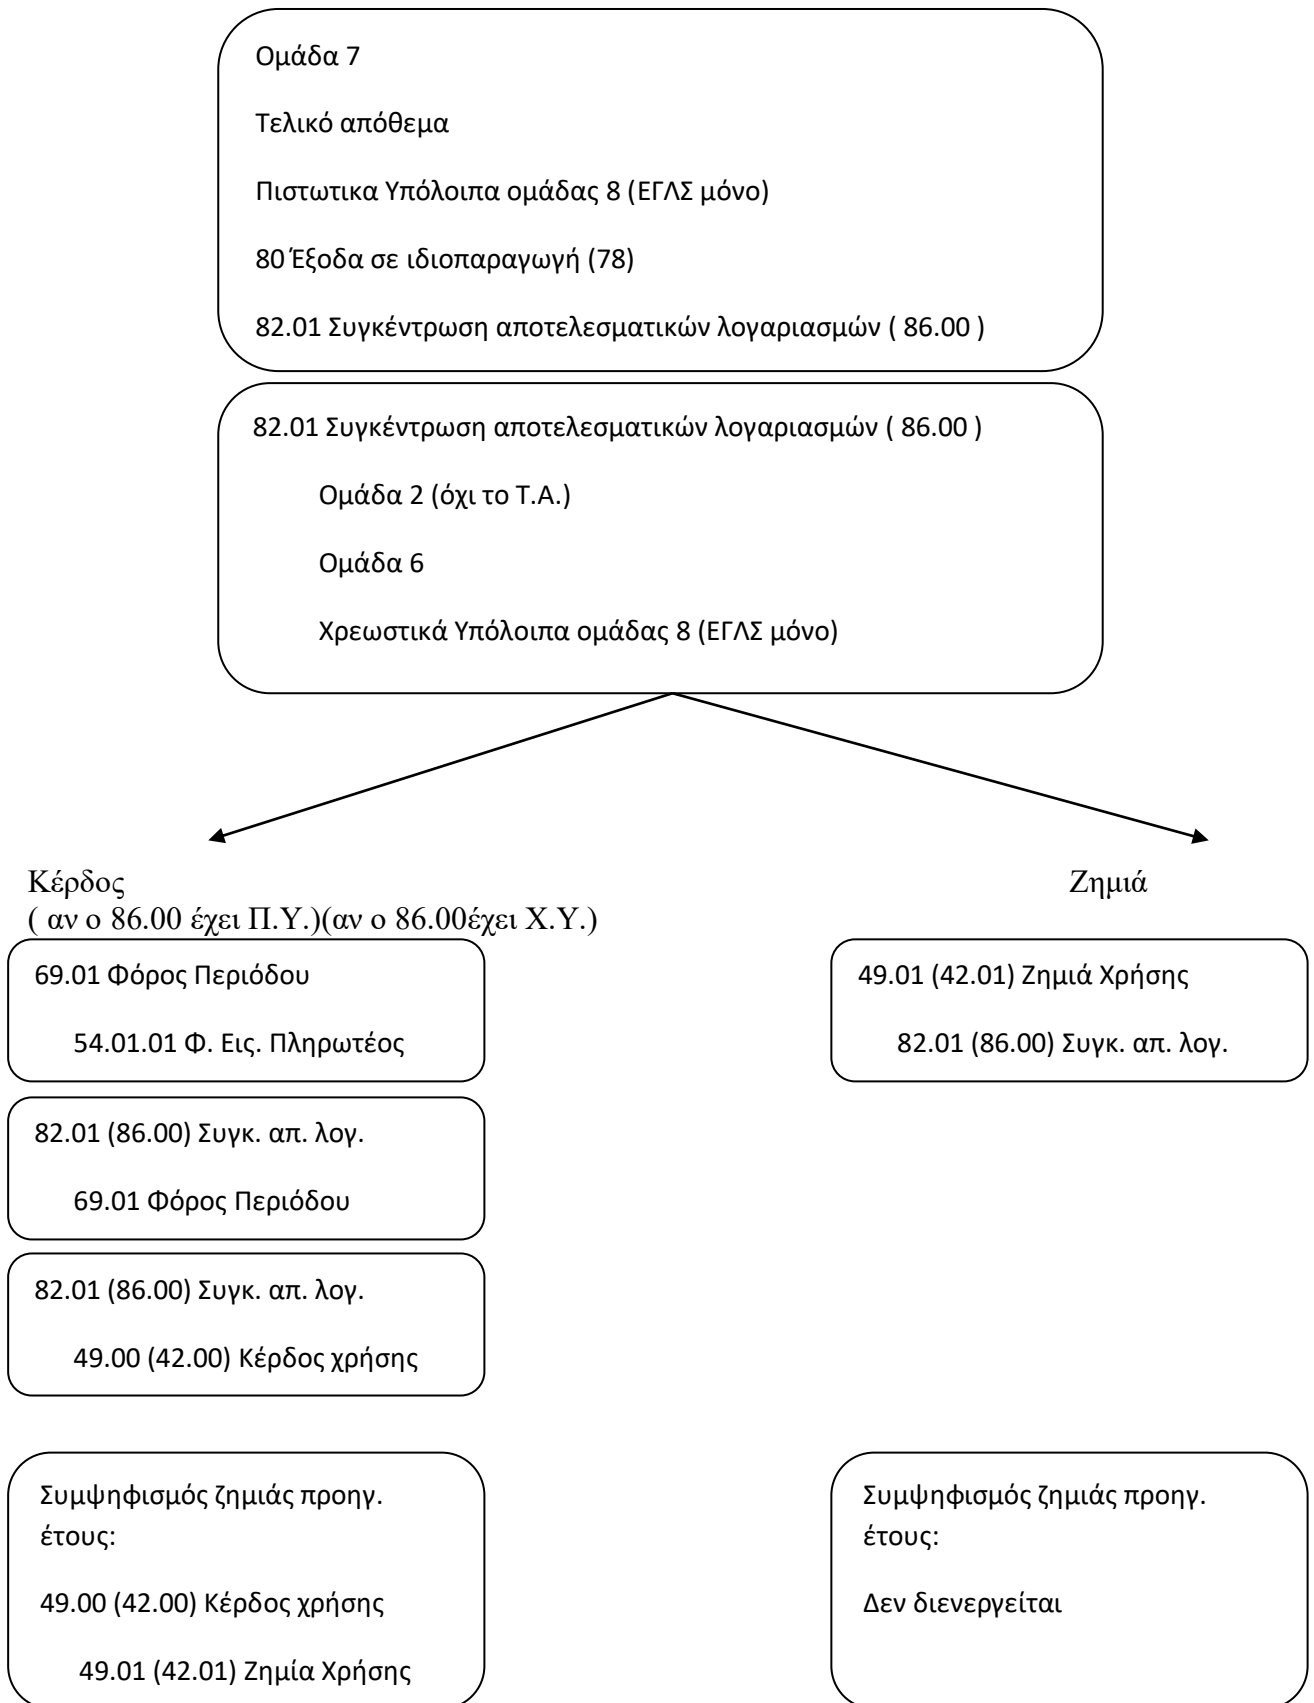 Ομάδα 7
Τελικό απόθεμα
Πιστωτικα Υπόλοιπα ομάδας 8 (ΕΓΛΣ μόνο)
80 Έξοδα σε ιδιοπαραγωγή (78)
82.01 Συγκέντρωση αποτελεσματικών λογαριασμών ( 86.00 )
82.01 Συγκέντρωση αποτελεσματικών λογαριασμών ( 86.00 )
Ομάδα 2 (όχι το Τ.Α.)
Ομάδα 6
Χρεωστικά Υπόλοιπα ομάδας 8 (ΕΓΛΣ μόνο)
Κέρδος Ζημιά
( αν ο 86.00 έχει Π.Υ.)(αν ο 86.00έχει Χ.Υ.)
69.01 Φόρος Περιόδου
54.01.01 Φ. Εις. Πληρωτέος
82.01 (86.00) Συγκ. απ. λογ.
69.01 Φόρος Περιόδου
82.01 (86.00) Συγκ. απ. λογ.
49.00 (42.00) Κέρδος χρήσης
Συμψηφισμός ζημιάς προηγ.
έτους:
49.00 (42.00) Κέρδος χρήσης
49.01 (42.01) Ζημία Χρήσης
49.01 (42.01) Ζημιά Χρήσης
82.01 (86.00) Συγκ. απ. λογ.
Συμψηφισμός ζημιάς προηγ.
έτους:
Δεν διενεργείται